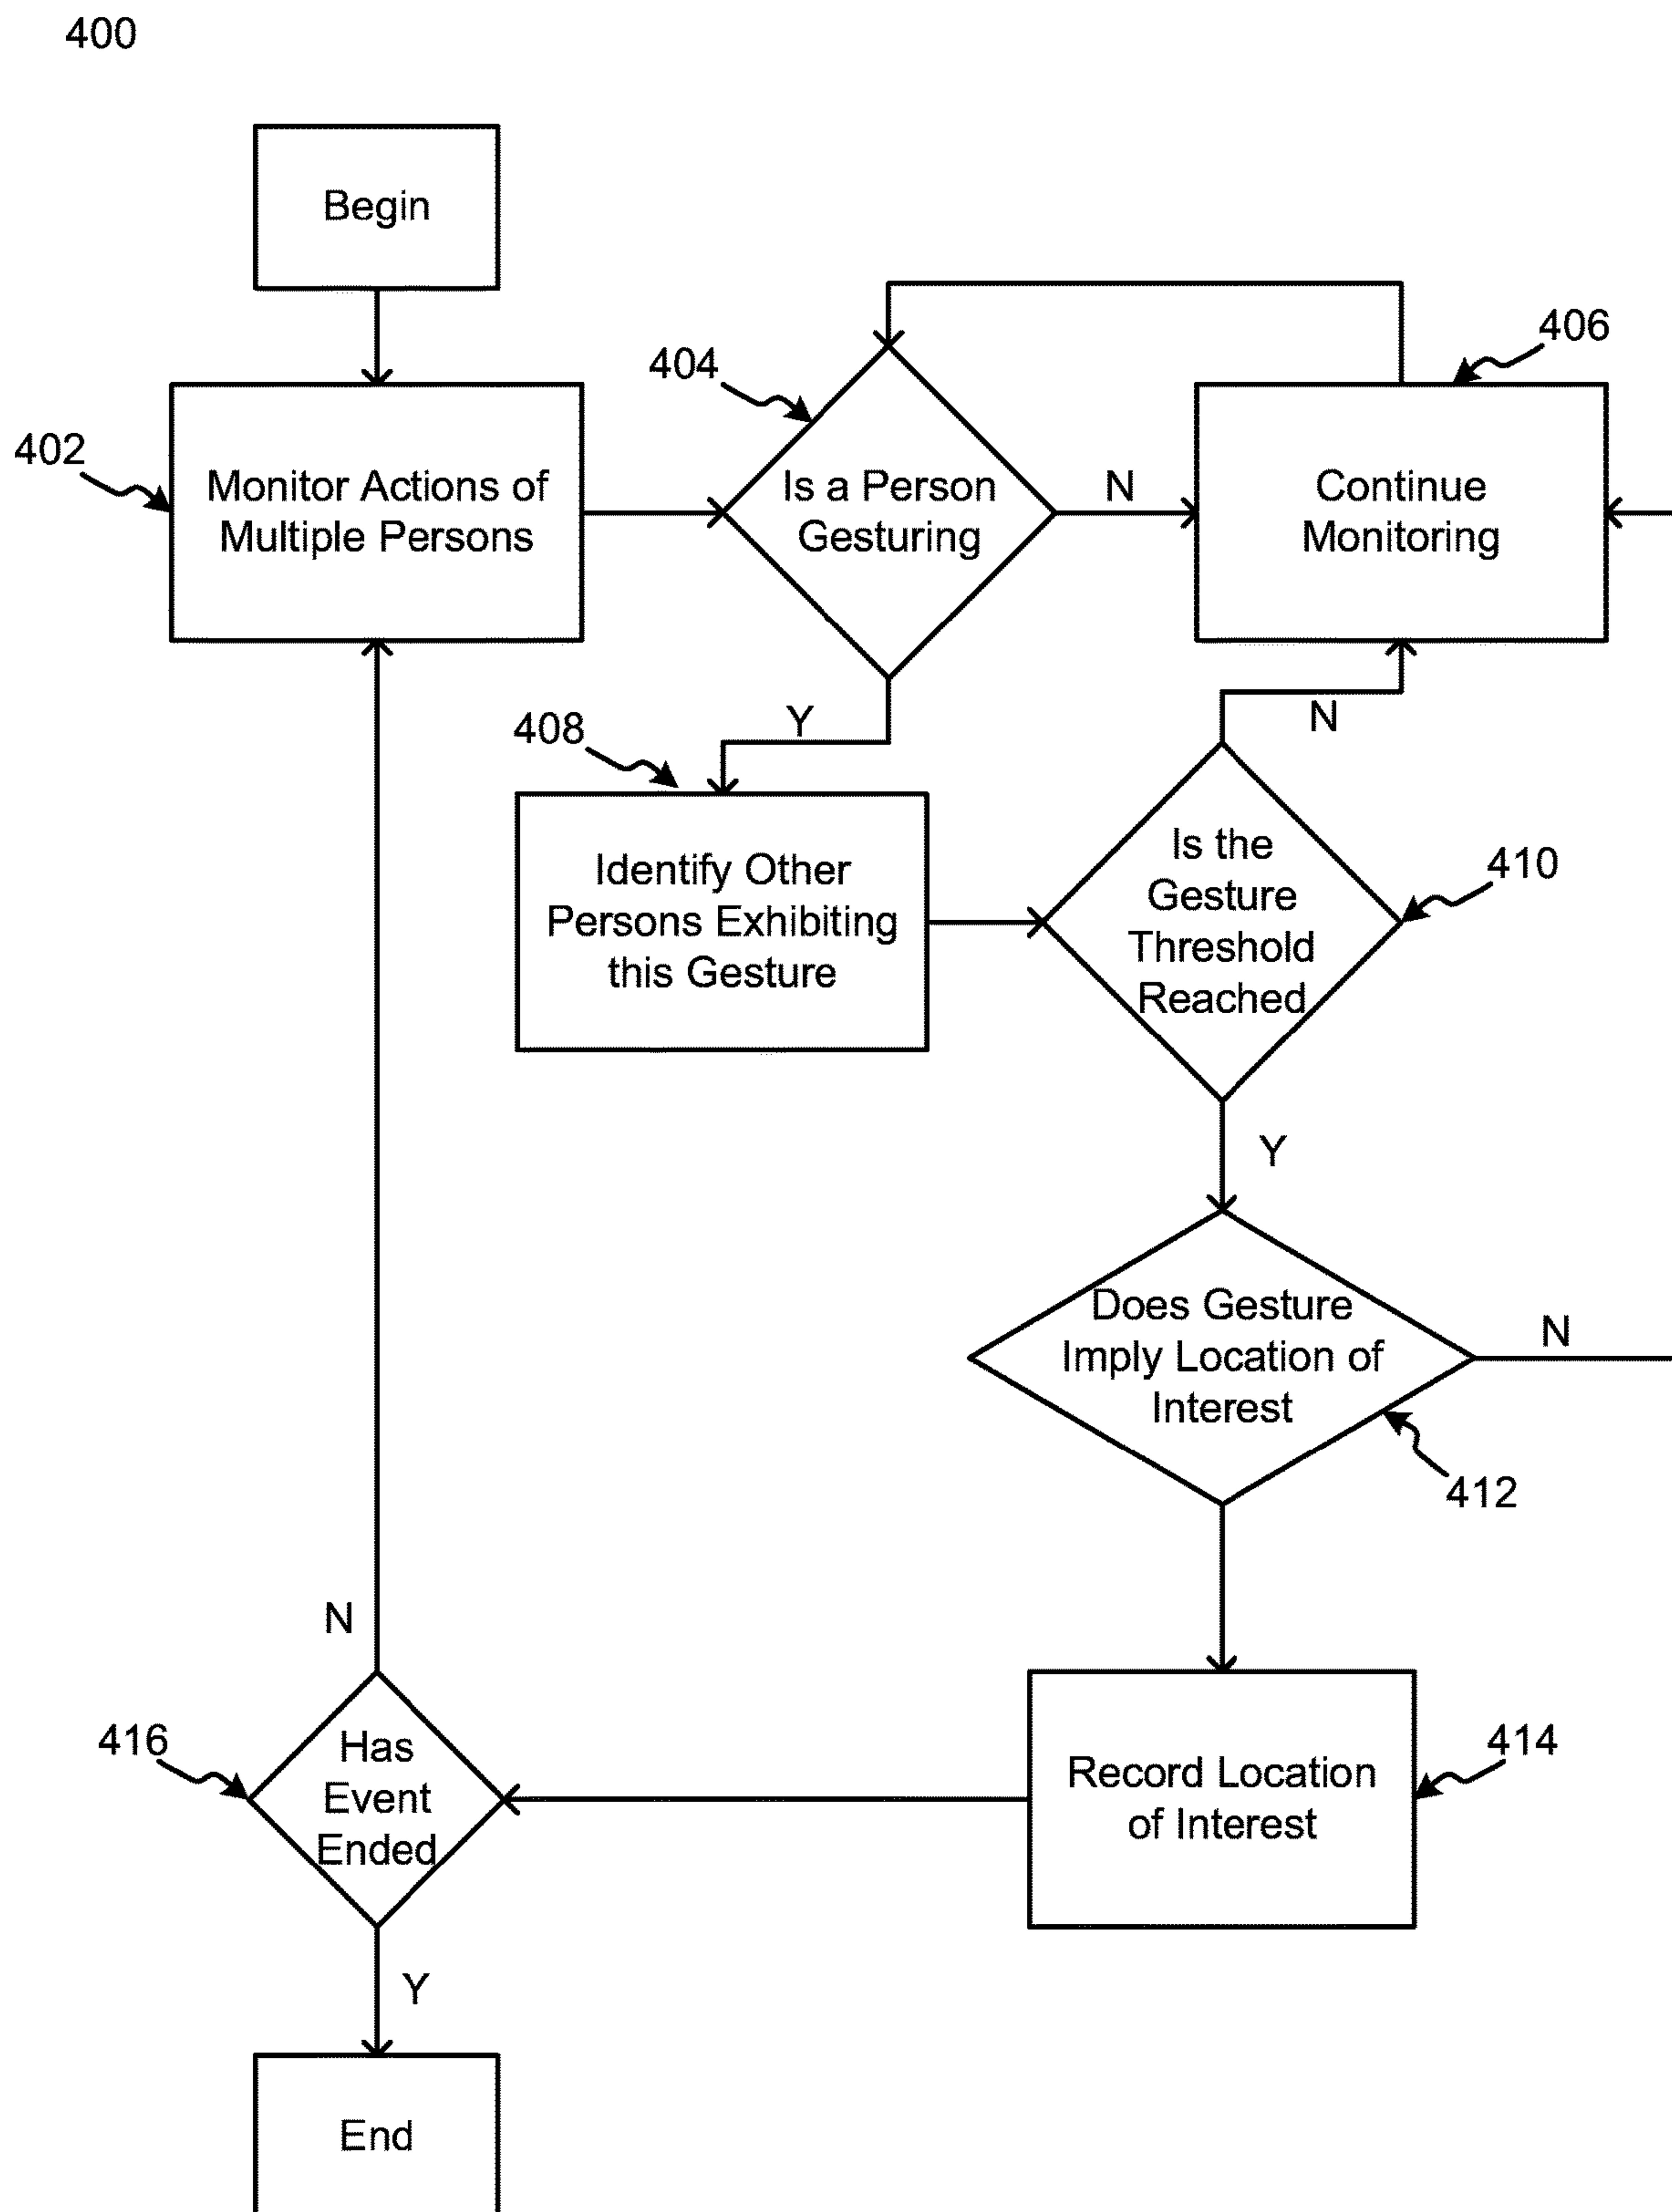 400
Begin
402
Monitor Actions of
Multiple Persons
404
Is a Person
Gesturing
N
406
Continue
Monitoring
Y
N
408
Identify Other
Persons Exhibiting
this Gesture
Is the
Gesture
Threshold
Reached
410
Y
Does Gesture
Imply Location of
Interest
N
412
N
416
Has
Event
Ended
Record Location
of Interest
414
Y
End